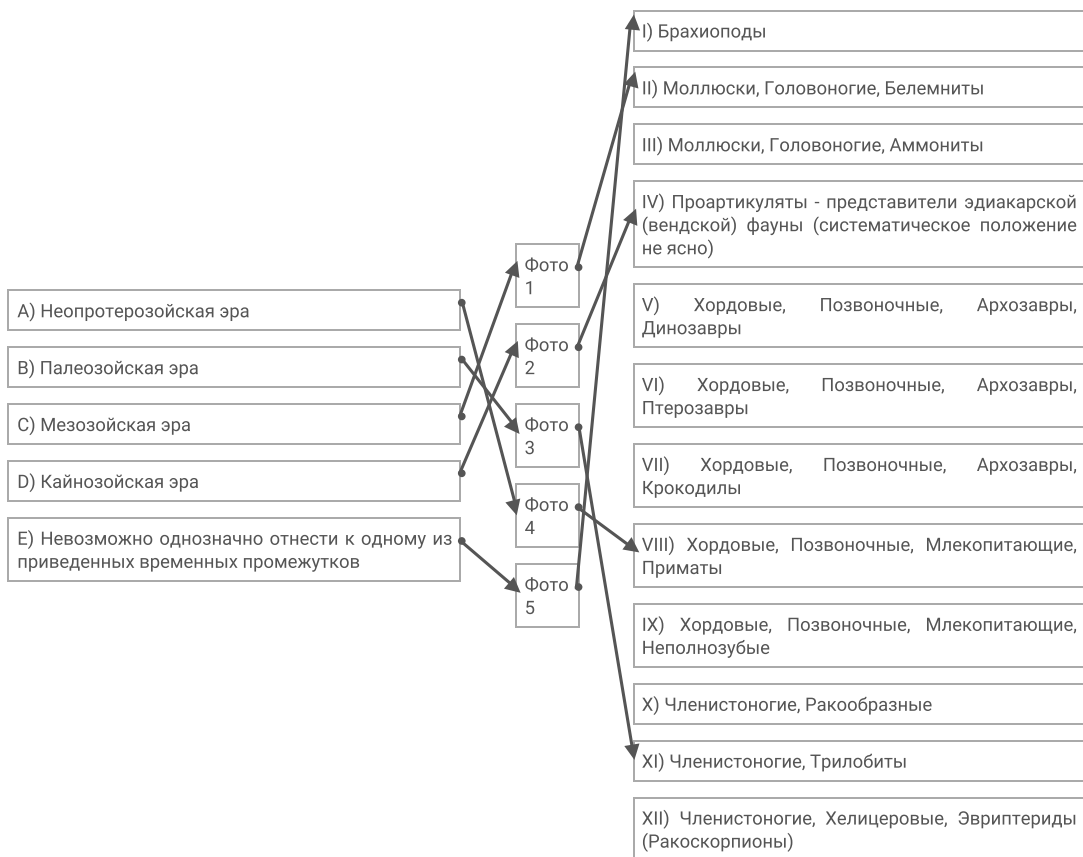 A) Неопротерозойская эра
B) Палеозойская эра
C) Мезозойская эра
D) Кайнозойская эра
E) Невозможно однозначно отнести к одному из
приведенных временных промежутков
Фото
1
Фото
2
Фото
3
Фото
4
Фото
5
I) Брахиоподы
II) Моллюски, Головоногие, Белемниты
III) Моллюски, Головоногие, Аммониты
IV) Проартикуляты - представители эдиакарской
(вендской) фауны (систематическое положение
не ясно)
V) Хордовые, Позвоночные, Архозавры,
Динозавры
VI) Хордовые, Позвоночные, Архозавры,
Птерозавры
VII) Хордовые, Позвоночные, Архозавры,
Крокодилы
VIII) Хордовые, Позвоночные, Млекопитающие,
Приматы
IX) Хордовые, Позвоночные, Млекопитающие,
Неполнозубые
X) Членистоногие, Ракообразные
XI) Членистоногие, Трилобиты
XII) Членистоногие, Хелицеровые, Эвриптериды
(Ракоскорпионы)